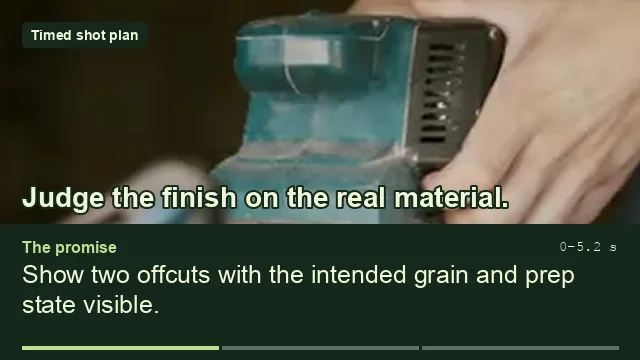 Timed shot plan
Judge the finish on the real material.
The promise
0–5.2 s
Show two offcuts with the intended grain and prep
state visible.